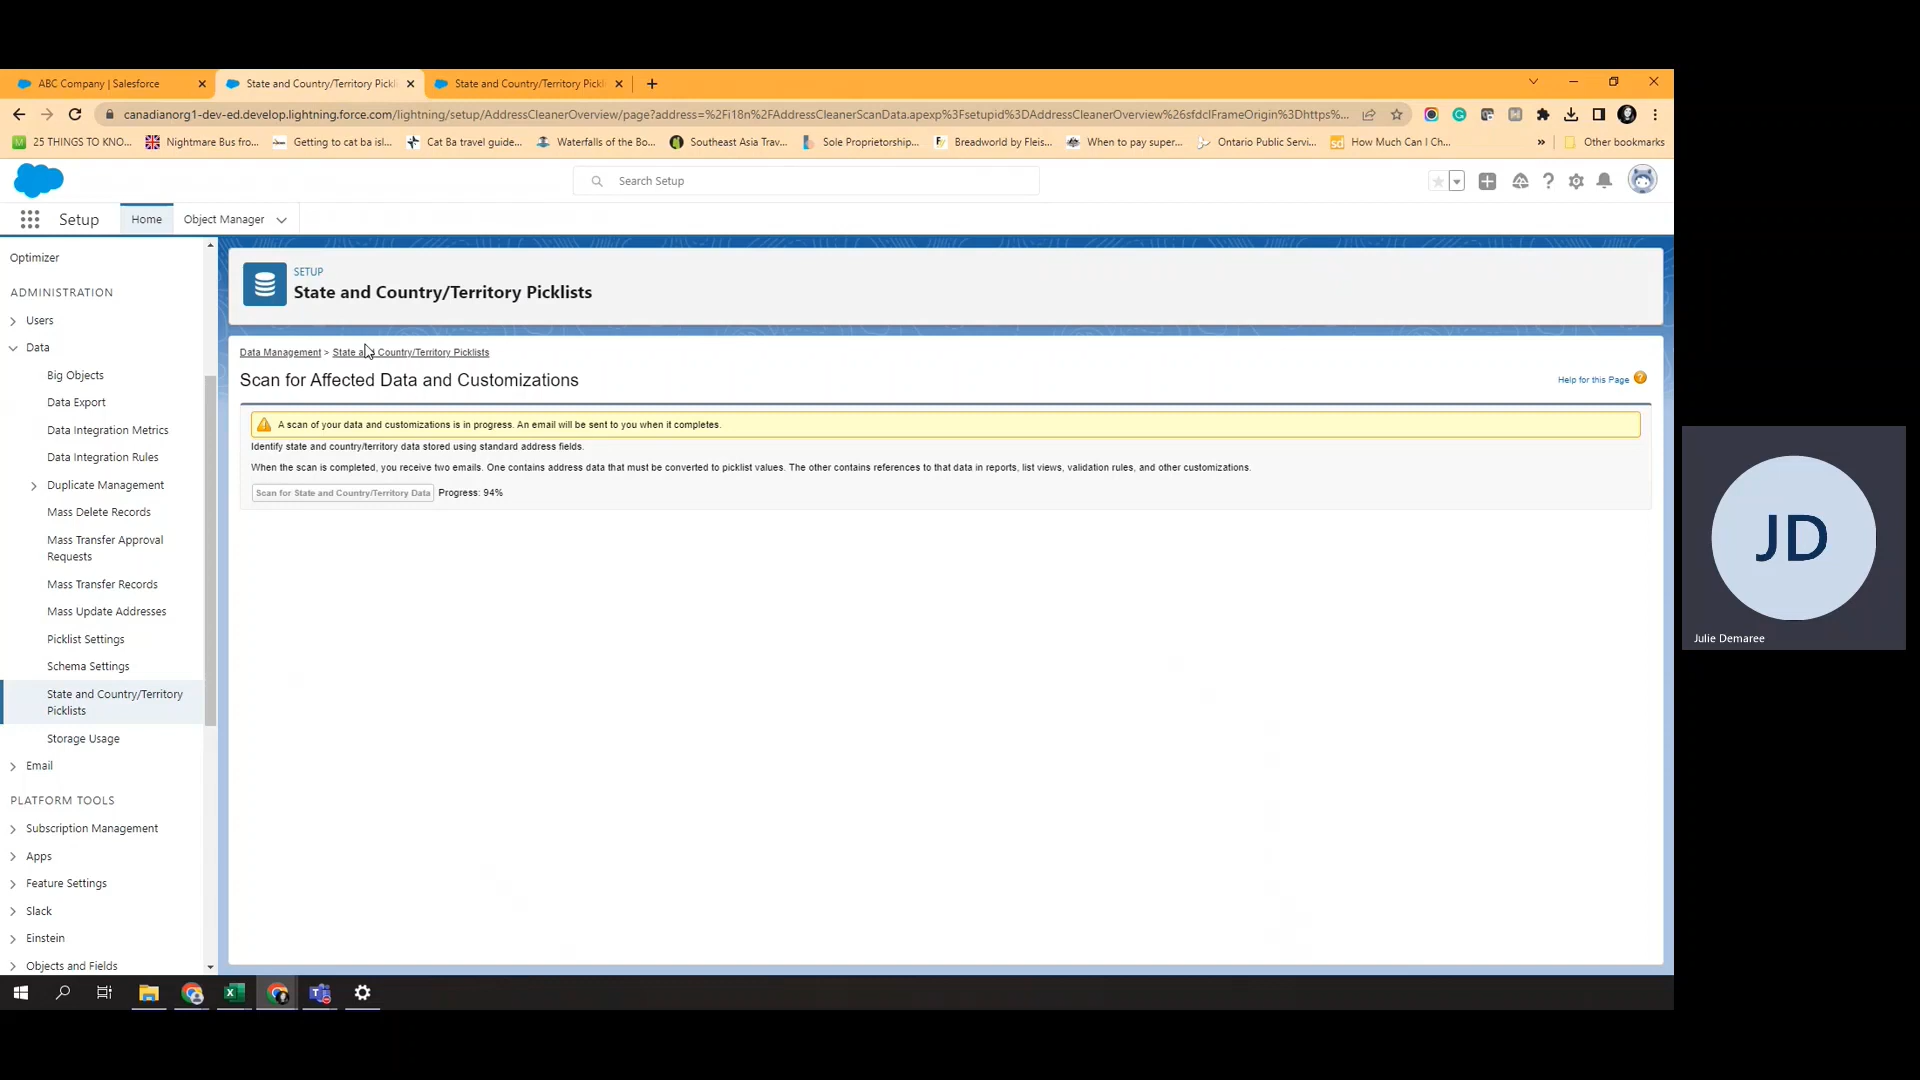 ABC Company | Salesforce
State and Country/Territory Pickli
State and Country/Territory Pickl
canadianorg1-dev-ed.develop.lightning.force.com/lightning/setup/AddressCleanerOverview/page?address=%2Fi18n%2FAddressCleanerScanData.apexp%3Fsetupid%3DAddressCleanerOverview%26sfdcIFrameOrigin%3Dhttps%...
25 THINGS TO KNO...
Nightmare Bus fro...
Getting to cat ba isl...
Cat Ba travel guide...
Waterfalls of the Bo...
Southeast Asia Trav...
Sole Proprietorship...
Breadworld by Fleis...
When to pay super...
Ontario Public Servi...
How Much Can I Ch...
»
Other bookmarks
Search Setup
Setup
Home
Object Manager
Optimizer
ADMINISTRATION
Users
Data
Big Objects
Data Export
Data Integration Metrics
Data Integration Rules
Duplicate Management
Mass Delete Records
Mass Transfer Approval
Requests
Mass Transfer Records
Mass Update Addresses
Picklist Settings
Schema Settings
State and Country/Territory
Picklists
Storage Usage
Email
PLATFORM TOOLS
Subscription Management
Apps
Feature Settings
Slack
Einstein
Objects and Fields
SETUP
State and Country/Territory Picklists
Data Management > State and Country/Territory Picklists
Scan for Affected Data and Customizations
Help for this Page
A scan of your data and customizations is in progress. An email will be sent to you when it completes.
Identify state and country/territory data stored using standard address fields.
When the scan is completed, you receive two emails. One contains address data that must be converted to picklist values. The other contains references to that data in reports, list views, validation rules, and other customizations.
Scan for State and Country/Territory Data Progress: 94%
JD
Julie Demaree